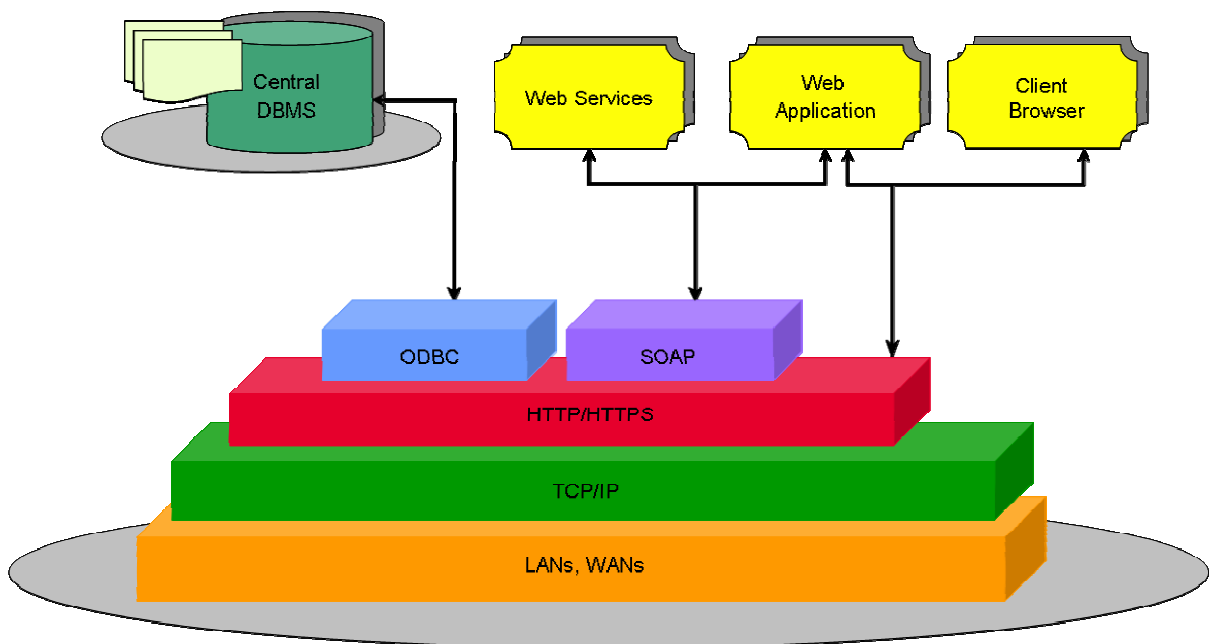 Central
DBMS
Web Services
Web
Application
Client
Browser
ODBC
SOAP
HTTP/HTTPS
TCP/IP
LANs, WANs